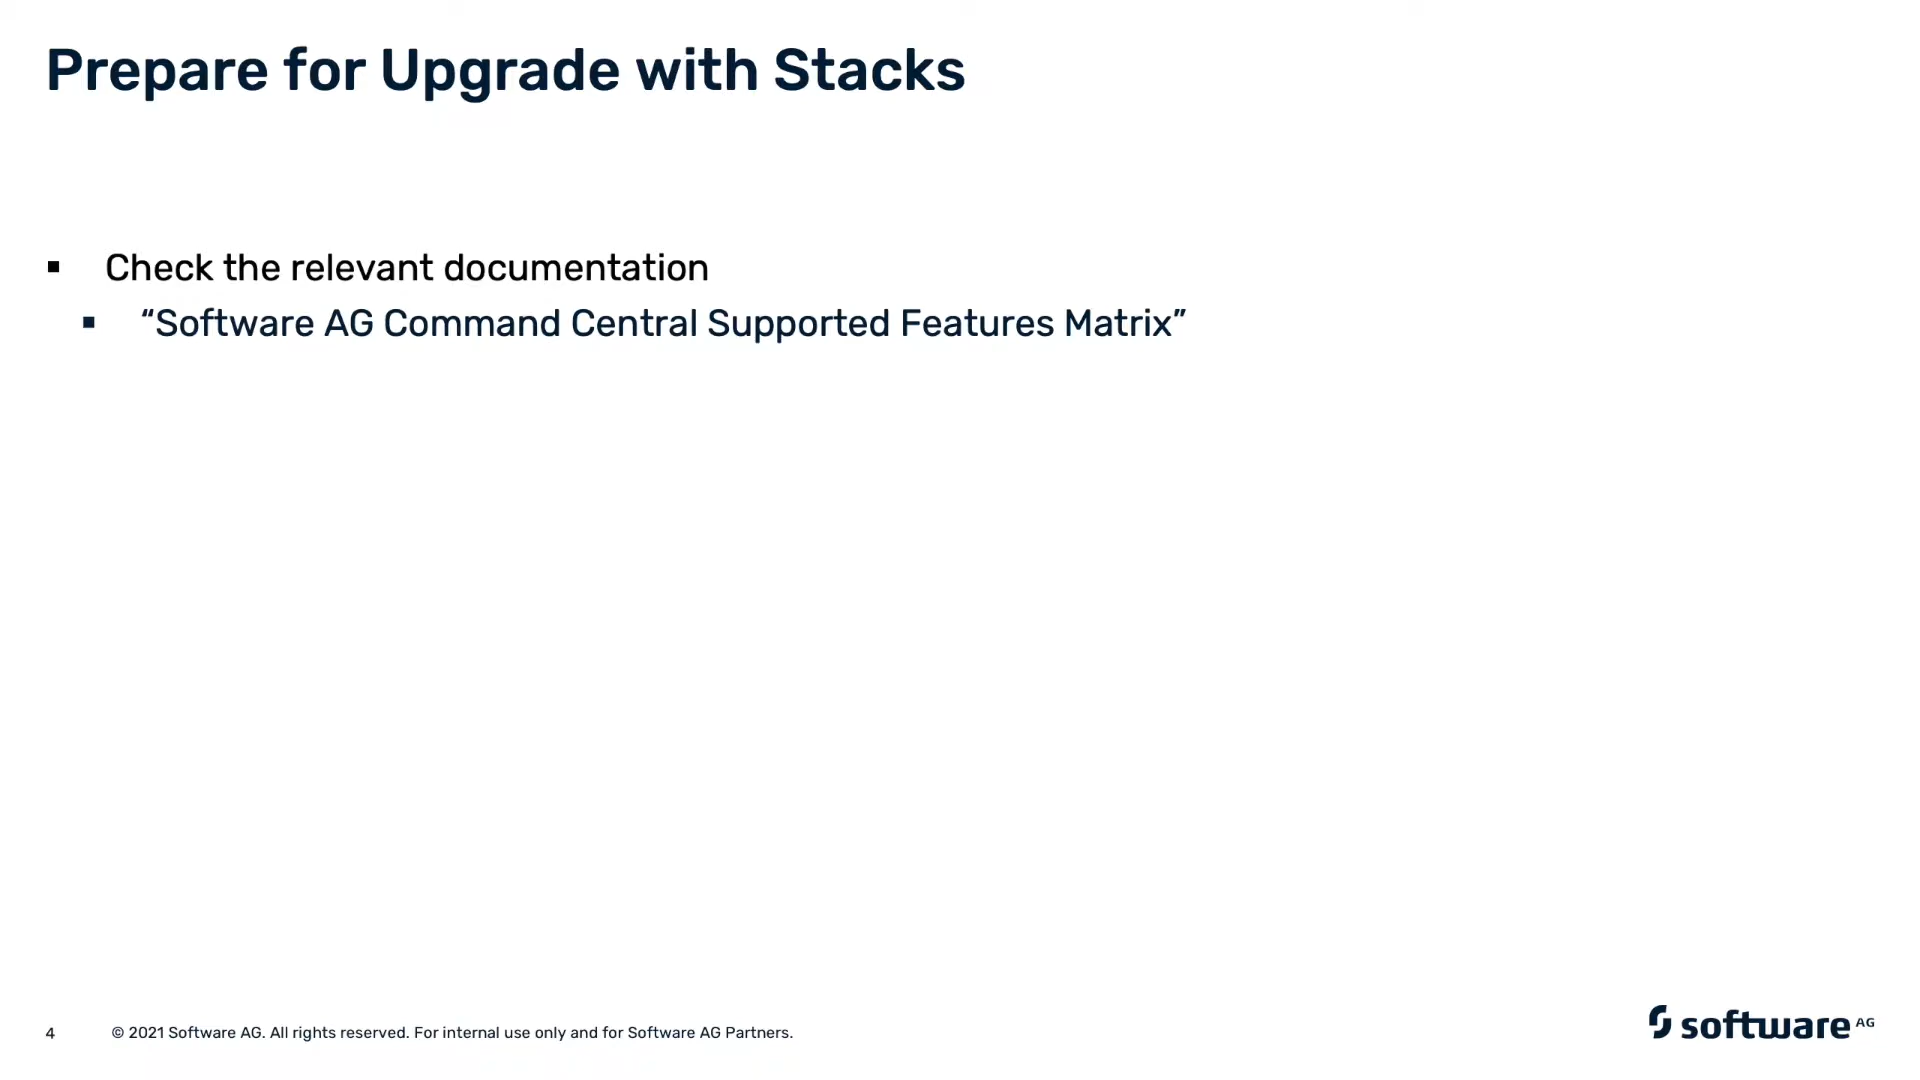 Prepare for Upgrade with Stacks
▪ Check the relevant documentation
▪ “Software AG Command Central Supported Features Matrix”
4 © 2021 Software AG. All rights reserved. For internal use only and for Software AG Partners.
software AG